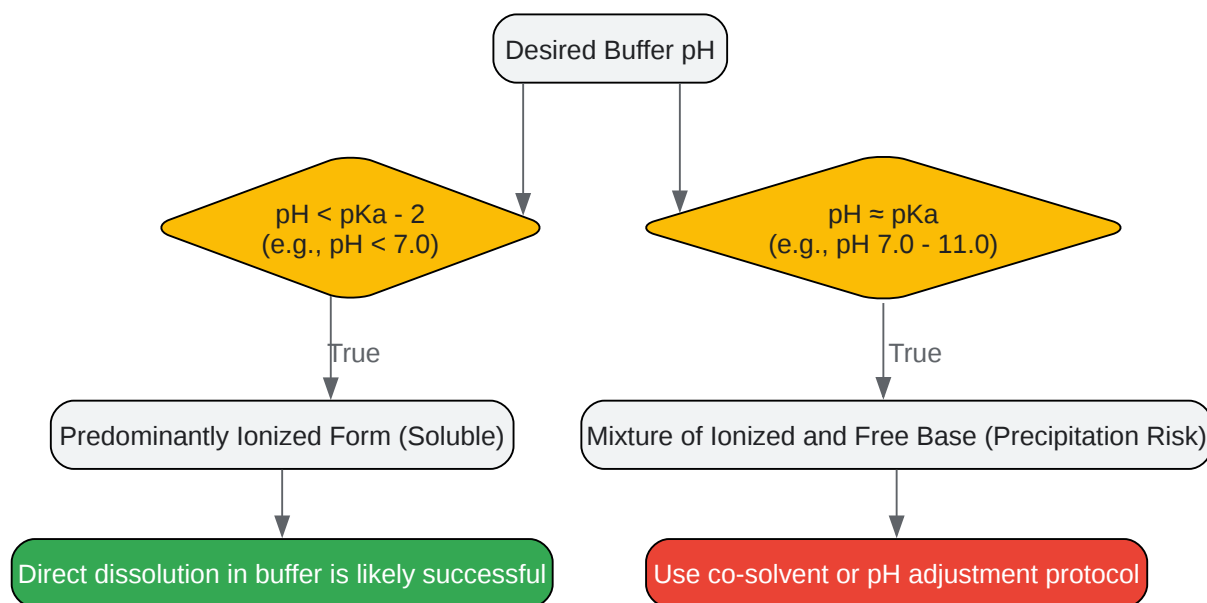 Desired Buffer pH
pH < pKa - 2
(e.g., pH < 7.0)
pH ≈ pKa
(e.g., pH 7.0 - 11.0)
True
True
Predominantly Ionized Form (Soluble)
Mixture of Ionized and Free Base (Precipitation Risk)
Direct dissolution in buffer is likely successful
Use co-solvent or pH adjustment protocol